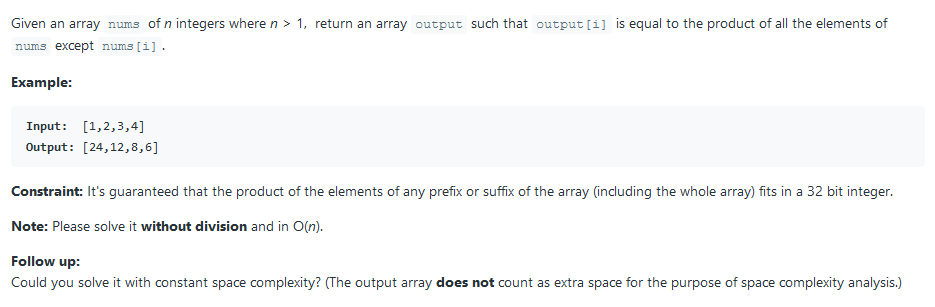 Given an array nums of n integers where n > 1, return an array output such that output[i] is equal to the product of all the elements of
nums except nums[i] .
Example:
Input: [1,2,3,4]
Output: [24,12,8,6]
Constraint: It's guaranteed that the product of the elements of any prefix or suffix of the array (including the whole array) fits in a 32 bit integer.
Note: Please solve it without division and in O(n).
Follow up:
Could you solve it with constant space complexity? (The output array does not count as extra space for the purpose of space complexity analysis.)